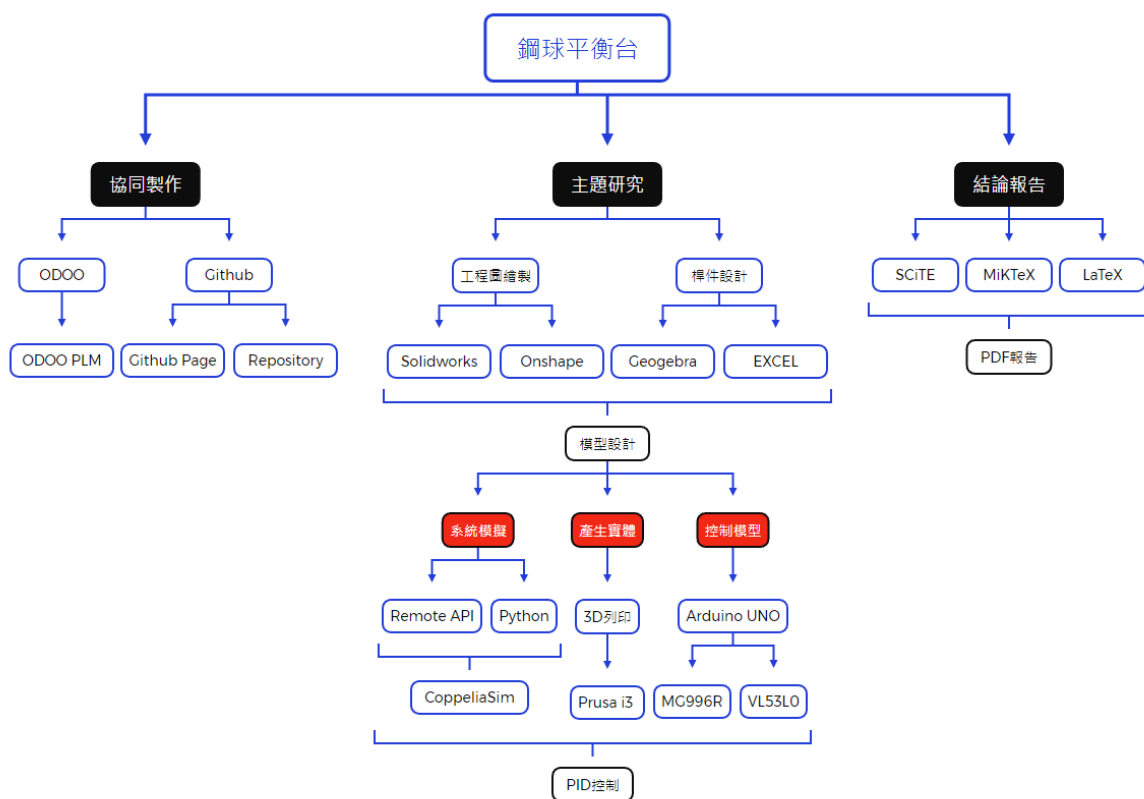 鋼球平衡台
協同製作
主題研究
結論報告
ODOO
Github
工程圖繪製
桿件設計
SCiTE
MiKTeX
LaTeX
ODOO PLM
Github Page
Repository
Solidworks
Onshape
Geogebra
EXCEL
PDF報告
模型設計
系統模擬
產生實體
控制模型
Remote API
Python
3D列印
Arduino UNO
CoppeliaSim
Prusa i3
MG996R
VL53L0
PID控制